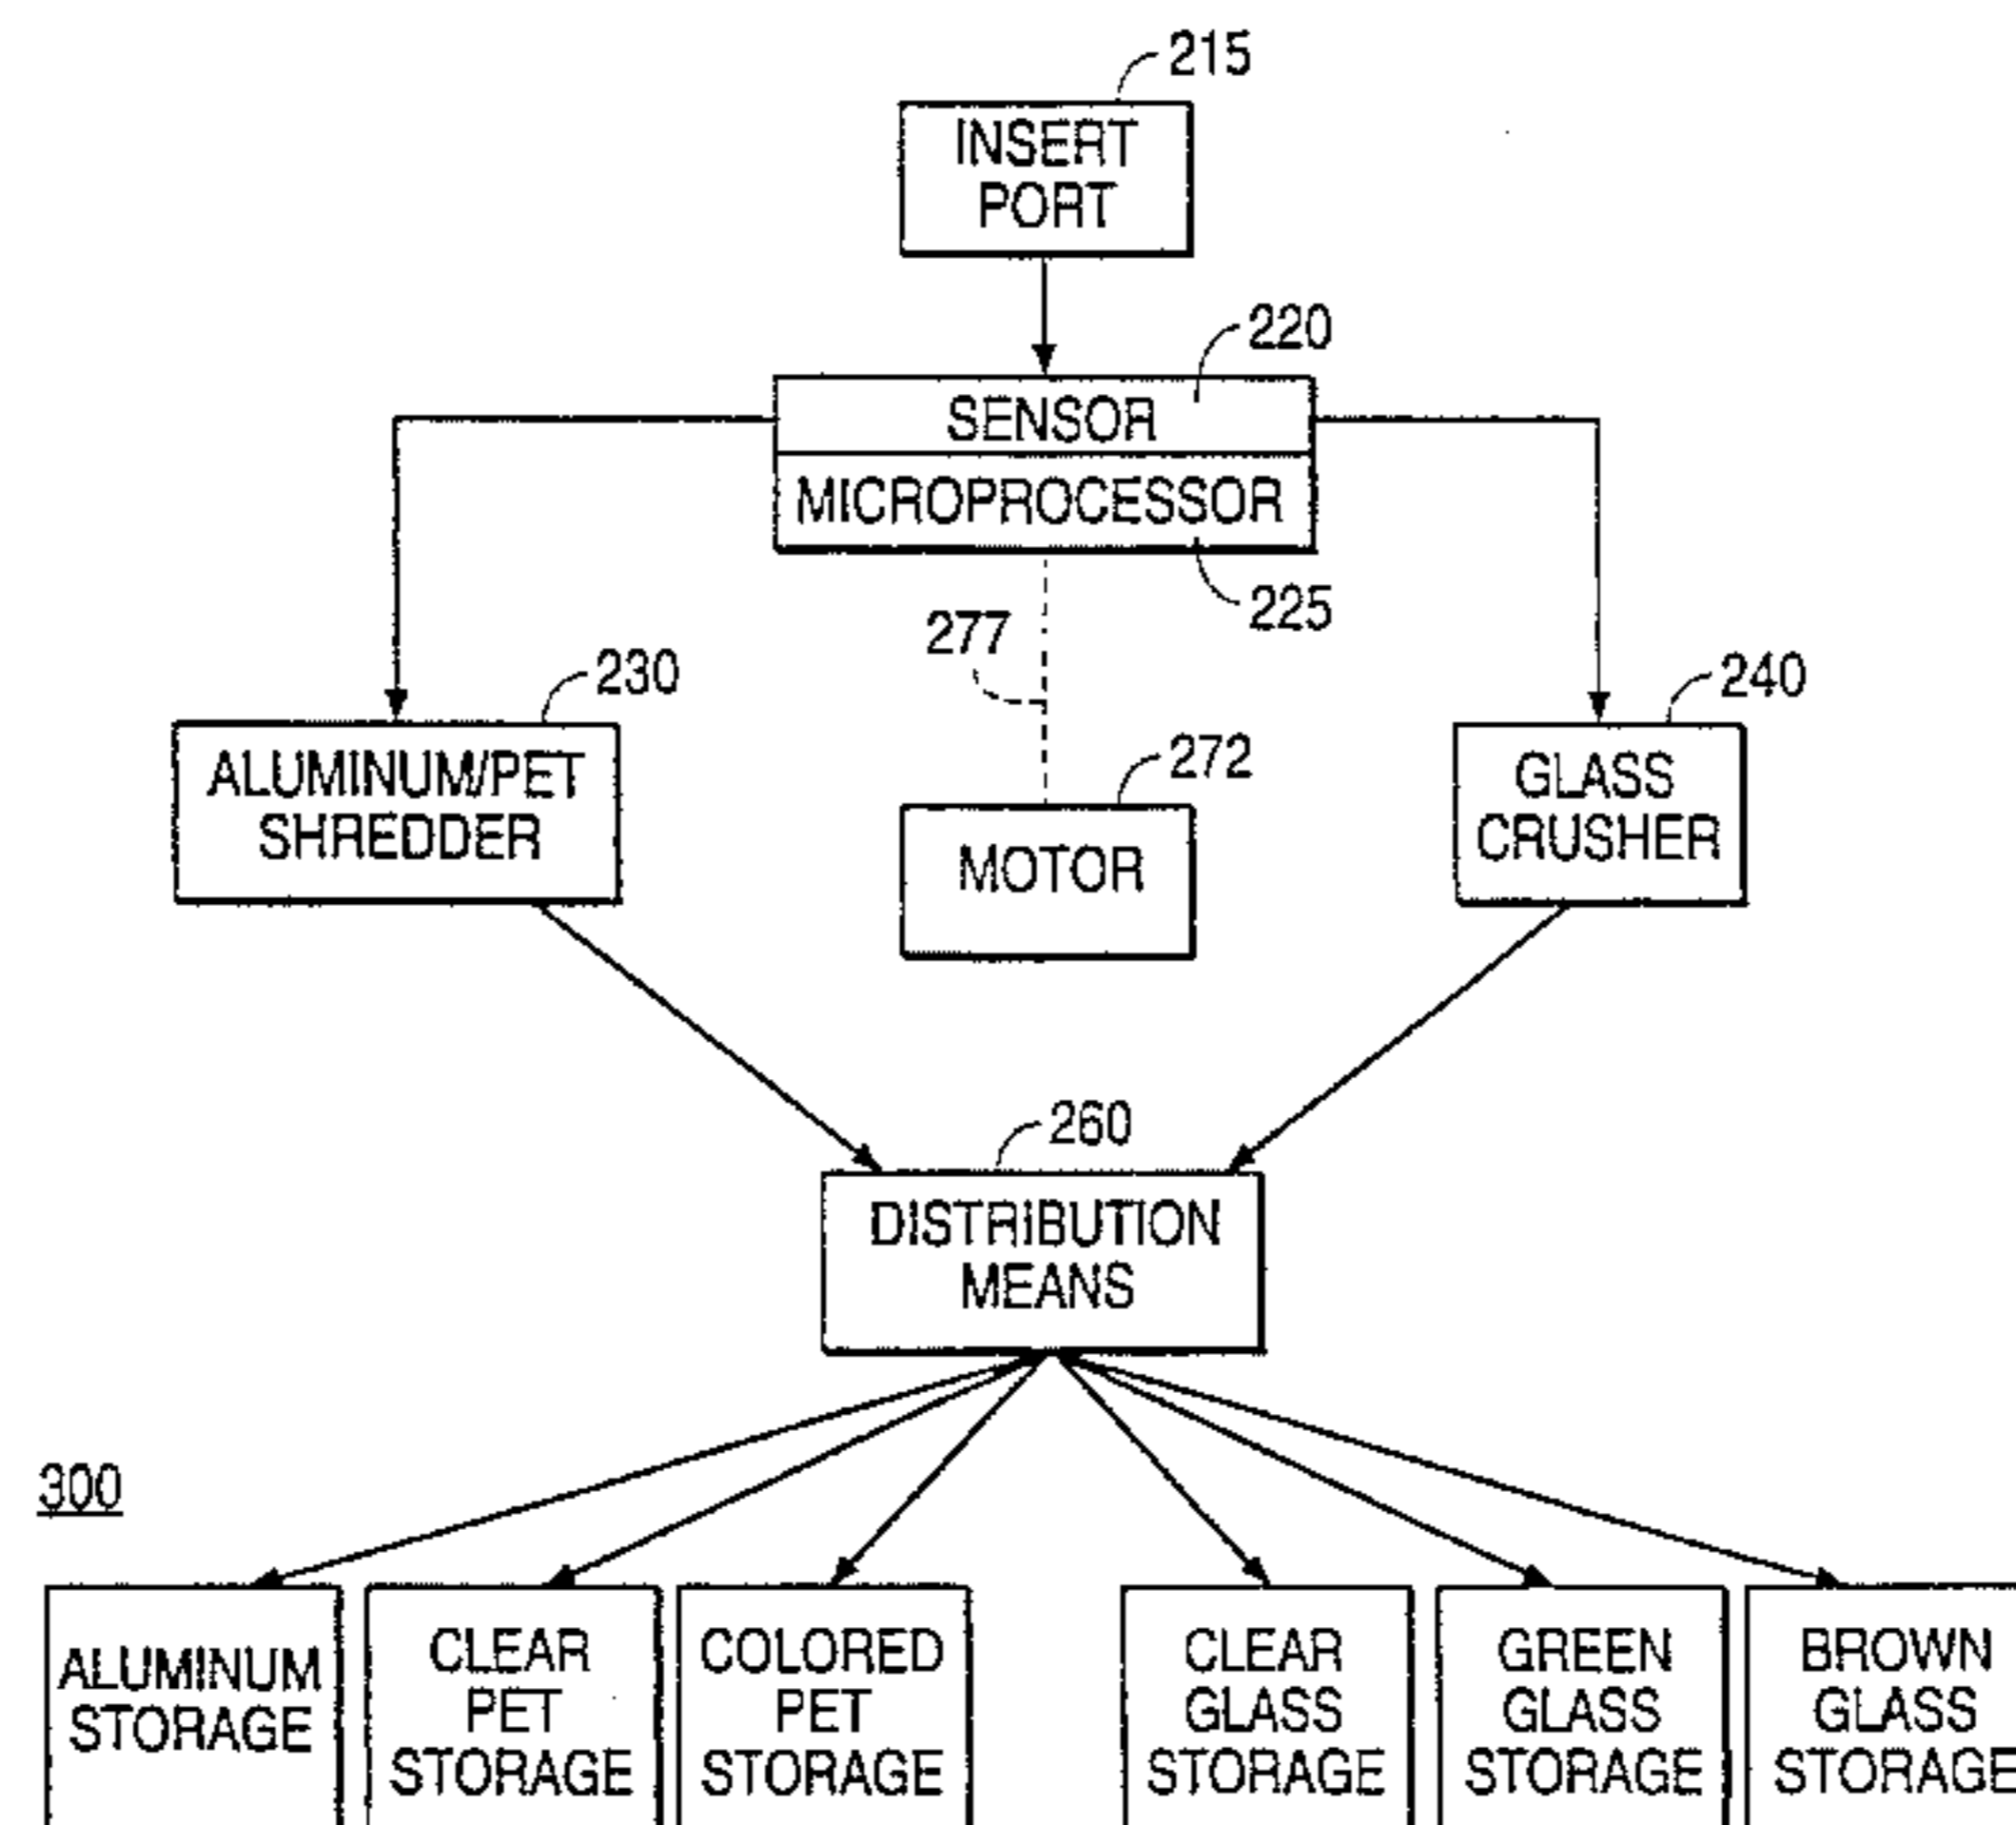 215
INSERT
PORT
220
SENSOR
MICROPROCESSOR
225
277
230
240
ALUMINUM/PET
SHREDDER
272
MOTOR
GLASS
CRUSHER
260
DISTRIBUTION
MEANS
300
ALUMINUM
STORAGE
CLEAR
PET
STORAGE
COLORED
PET
STORAGE
CLEAR
GLASS
STORAGE
GREEN
GLASS
STORAGE
BROWN
GLASS
STORAGE